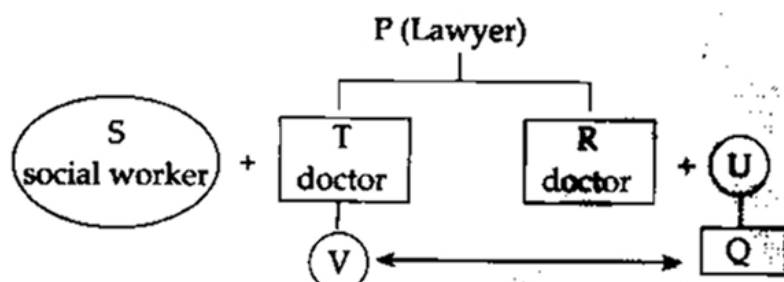 P (Lawyer)
S
social worker
+
T
doctor
R
doctor
+
U
V
Q